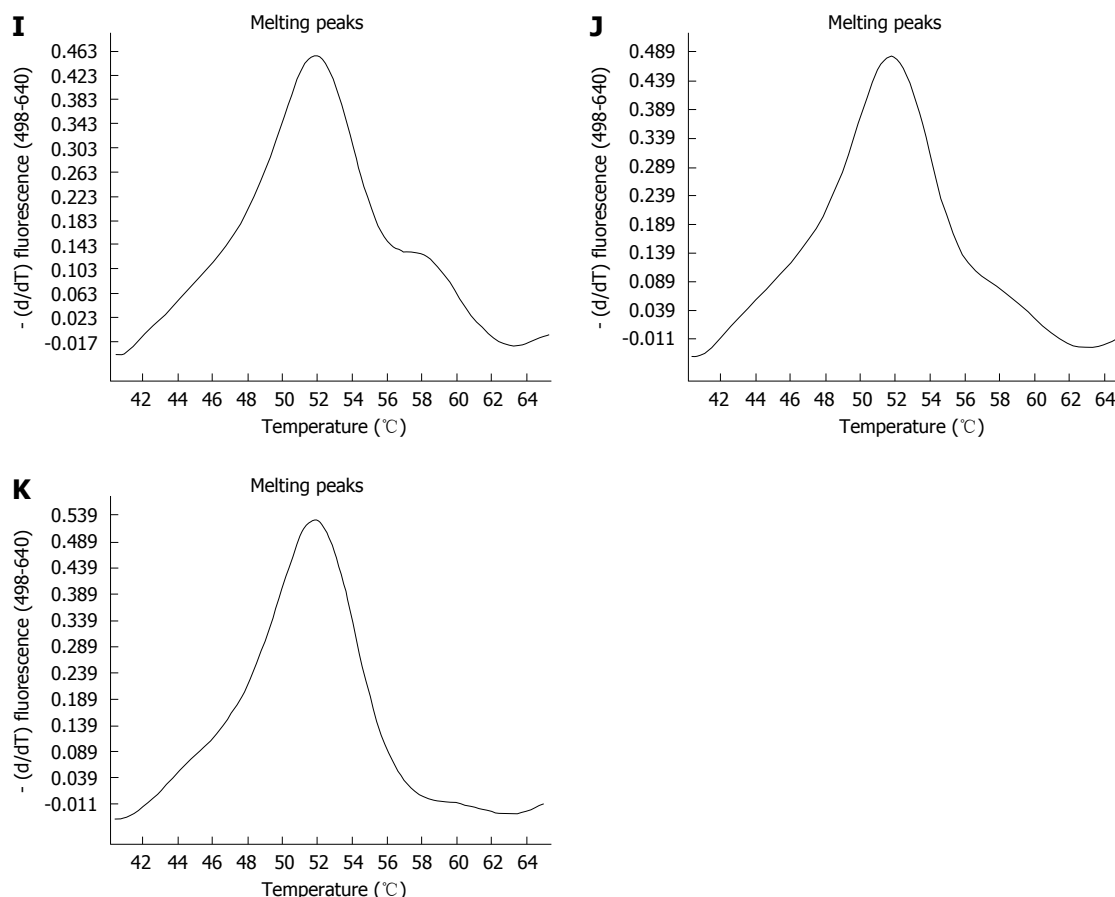 I
Melting peaks
- (d/dT) fluorescence (498-640)
0.463
0.423
0.383
0.343
0.303
0.263
0.223
0.183
0.143
0.103
0.063
0.023
-0.017
42 44 46 48 50 52 54 56 58 60 62 64
Temperature (℃)
J
Melting peaks
- (d/dT) fluorescence (498-640)
0.489
0.439
0.389
0.339
0.289
0.239
0.189
0.139
0.089
0.039
-0.011
42 44 46 48 50 52 54 56 58 60 62 64
Temperature (℃)
K
Melting peaks
- (d/dT) fluorescence (498-640)
0.539
0.489
0.439
0.389
0.339
0.289
0.239
0.189
0.139
0.089
0.039
-0.011
42 44 46 48 50 52 54 56 58 60 62 64
Temperature (℃)